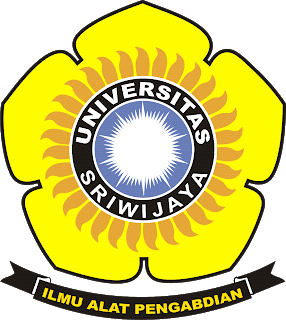 UNIVERSITAS
SRIWIJAYA
ILMU ALAT PENGABDIAN